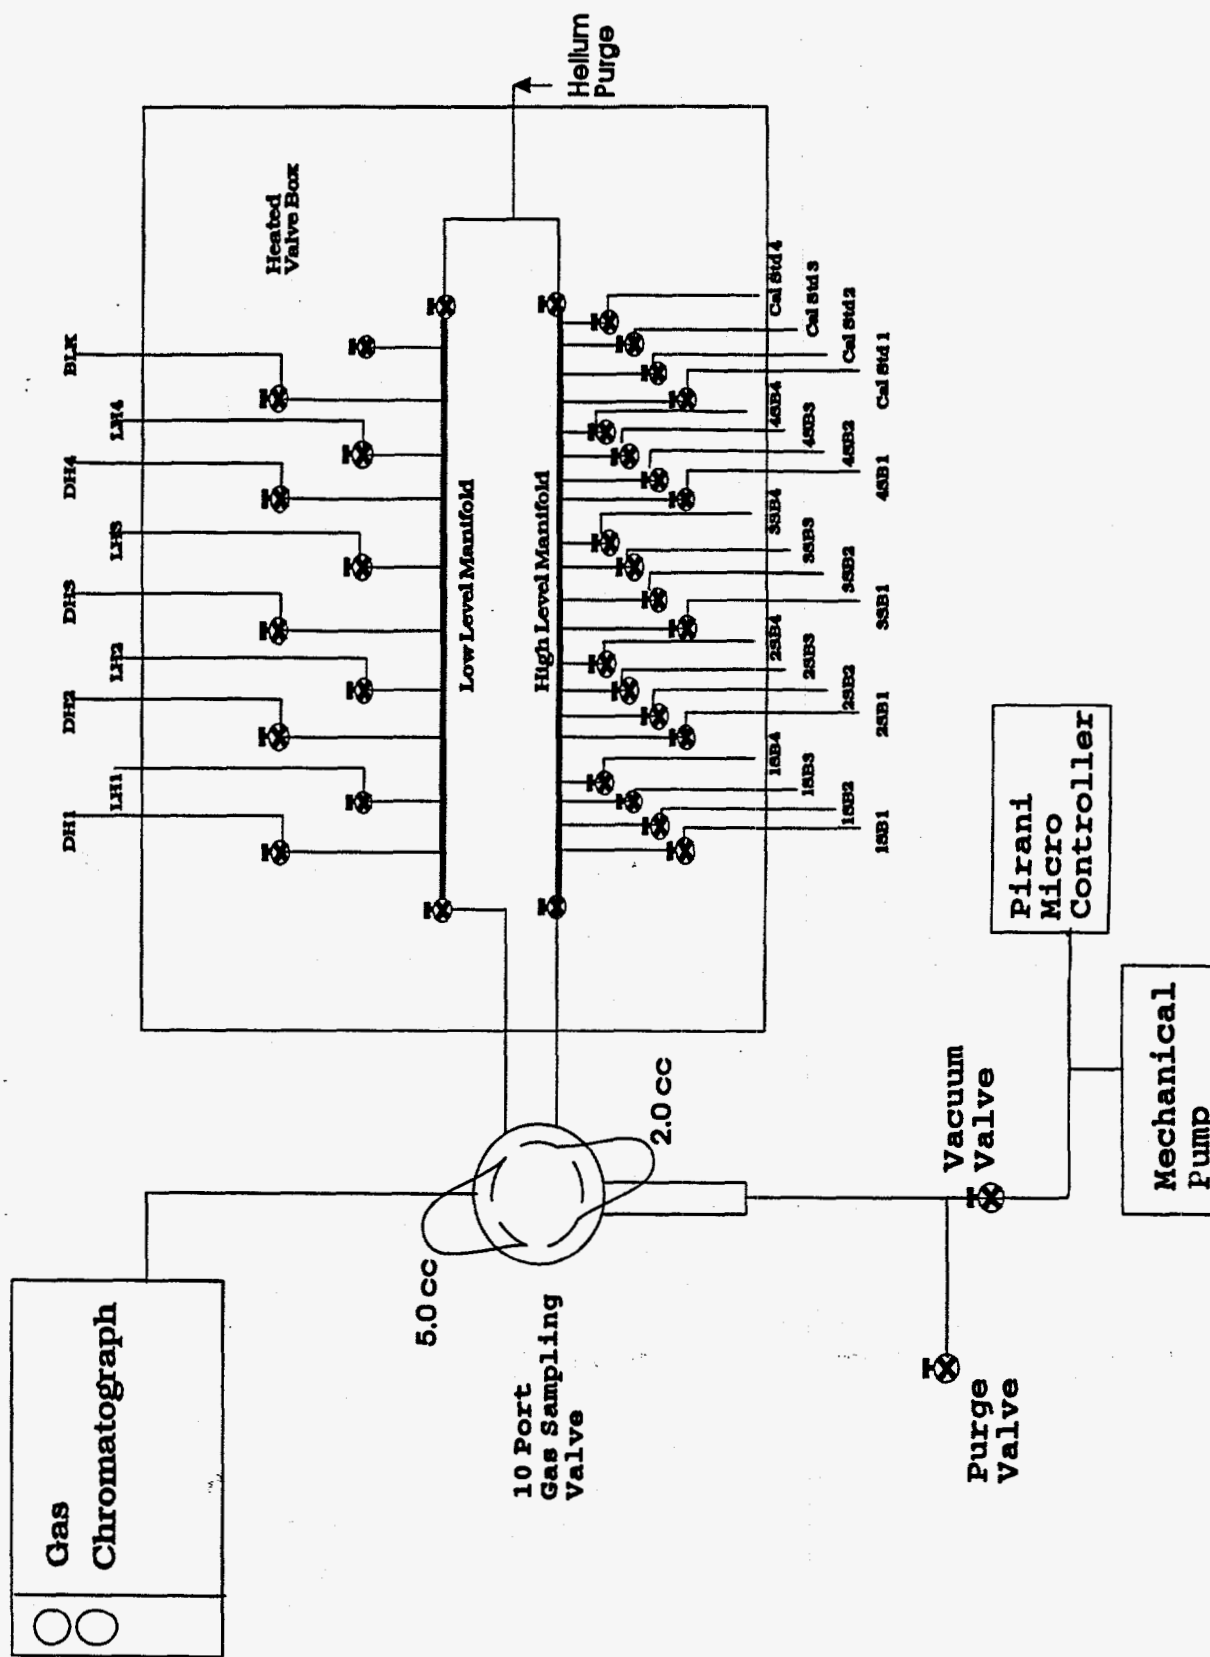 Gas
Chromatograph
5.0 cc
2.0 cc
10 Port
Gas Sampling
Valve
Purge
Valve
Vacuum
Valve
Mechanical
Pump
Pirani
Micro
Controller
DH1
LH1
DH2
LH2
DH3
LH3
DH4
LH4
BLK
Heated
Valve Box
Helium
Purge
Low Level Manifold
High Level Manifold
1SB1
1SB2
1SB3
1SB4
2SB1
2SB2
2SB3
2SB4
3SB1
3SB2
3SB3
3SB4
4SB1
4SB2
4SB3
4SB4
Cal Std 1
Cal Std 2
Cal Std 3
Cal Std 4